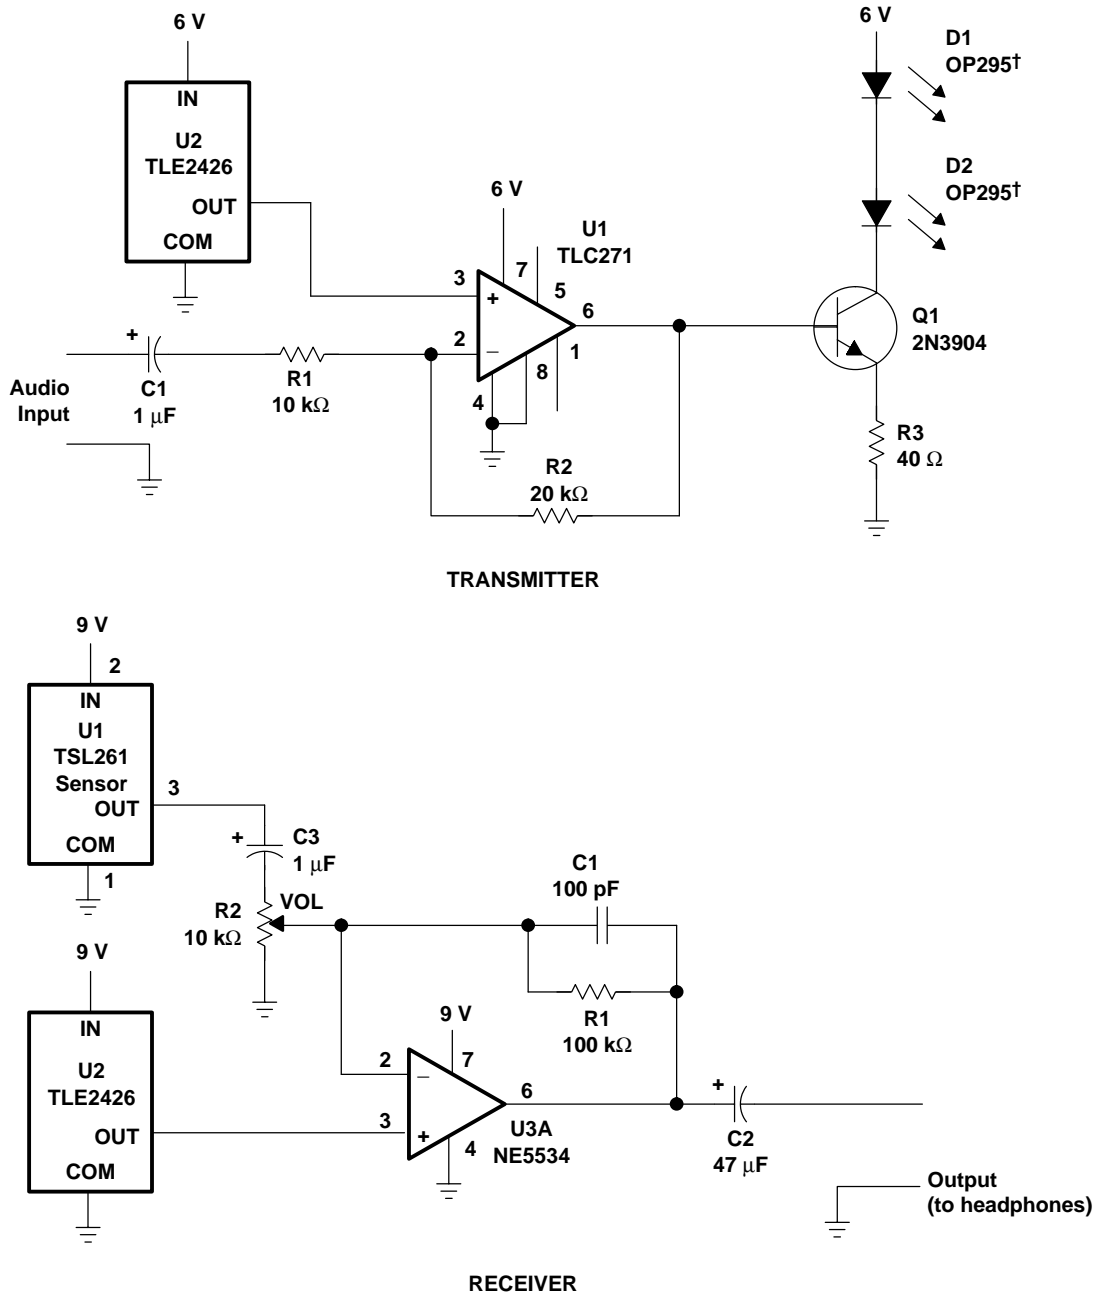 6 V
IN
U2
TLE2426
OUT
COM
6 V
U1
TLC271
3
+
2
–
7
5
6
1
8
4
+
C1
1 µF
R1
10 kΩ
Audio
Input
R2
20 kΩ
6 V
D1
OP295†
D2
OP295†
Q1
2N3904
R3
40 Ω
TRANSMITTER
9 V
2
IN
U1
TSL261
Sensor
OUT
3
COM
1
+
C3
1 µF
R2
10 kΩ
VOL
C1
100 pF
R1
100 kΩ
9 V
IN
U2
TLE2426
OUT
COM
9 V
7
2
–
3
+
6
4
U3A
NE5534
+
C2
47 µF
Output
(to headphones)
RECEIVER